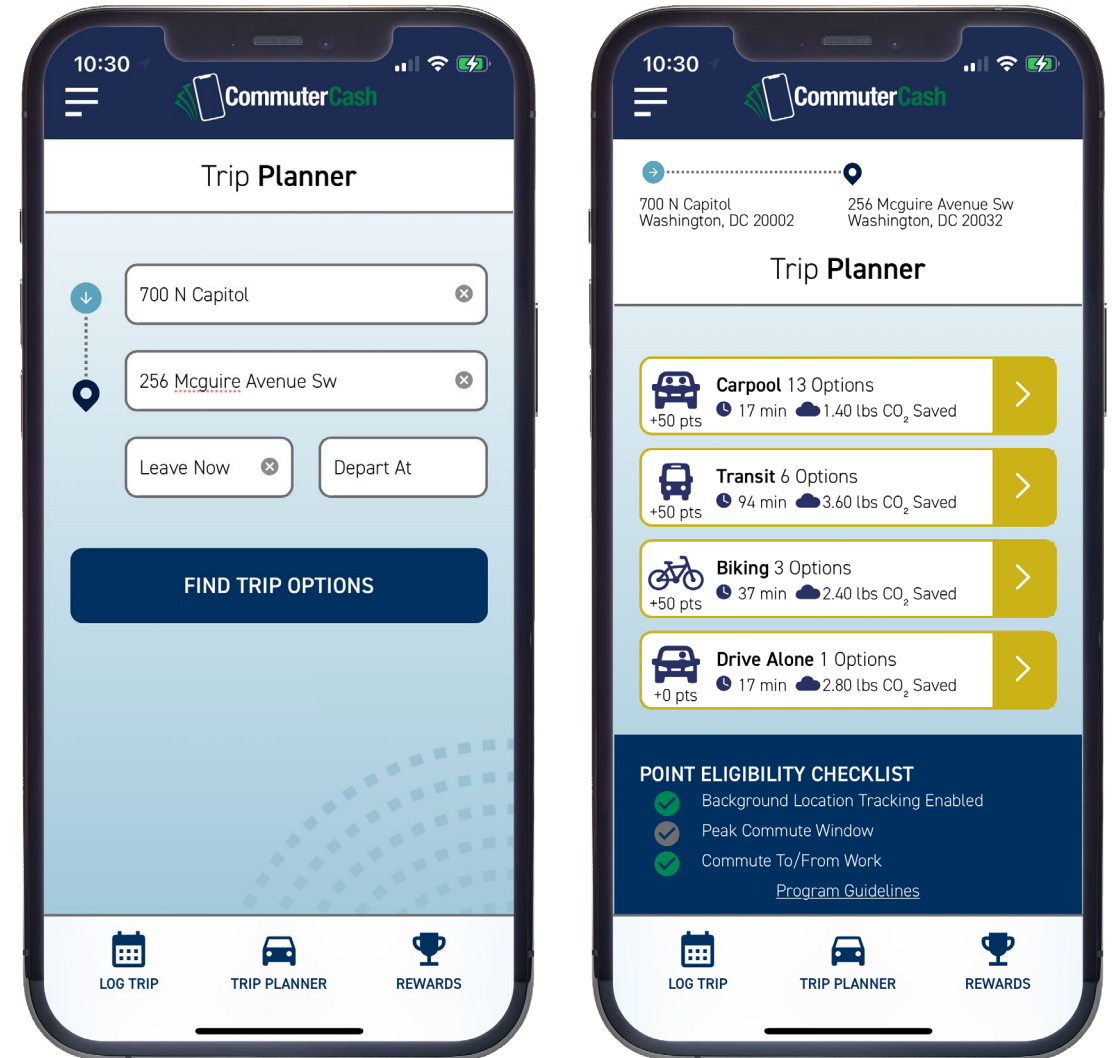 10:30
CommuterCash
Trip Planner
700 N Capitol
256 Mcguire Avenue Sw
Leave Now
Depart At
FIND TRIP OPTIONS
LOG TRIP
TRIP PLANNER
REWARDS
10:30
CommuterCash
700 N Capitol
Washington, DC 20002
256 Mcguire Avenue Sw
Washington, DC 20032
Trip Planner
Carpool 13 Options
17 min 1.40 lbs CO₂ Saved
+50 pts
Transit 6 Options
94 min 3.60 lbs CO₂ Saved
+50 pts
Biking 3 Options
37 min 2.40 lbs CO₂ Saved
+50 pts
Drive Alone 1 Options
17 min 2.80 lbs CO₂ Saved
+0 pts
POINT ELIGIBILITY CHECKLIST
Background Location Tracking Enabled
Peak Commute Window
Commute To/From Work
Program Guidelines
LOG TRIP
TRIP PLANNER
REWARDS